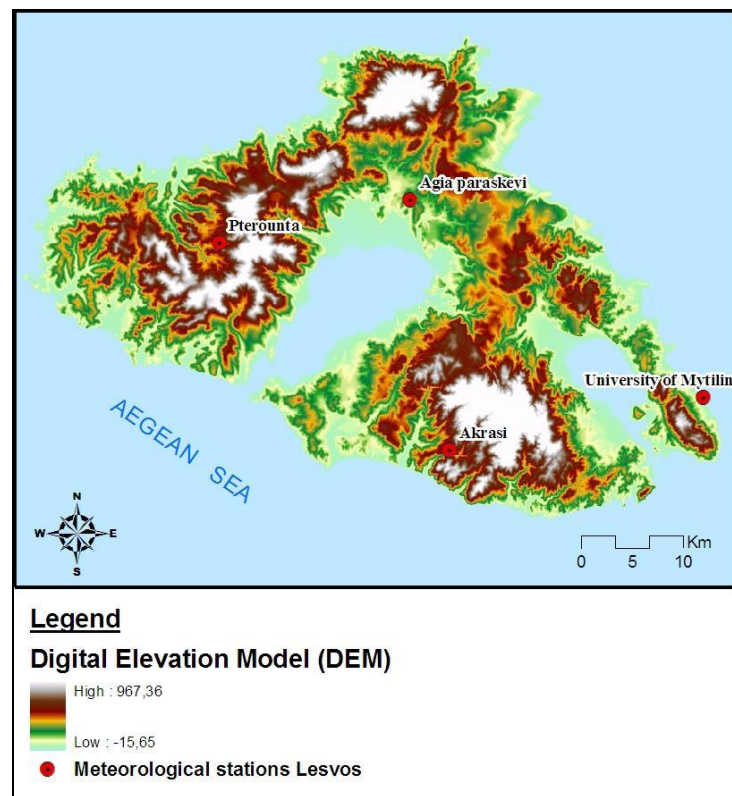 Agia paraskevi
Pterounta
University of Mytilin
Akrasi
AEGEAN SEA
N
W E
S
Km
0 5 10
Legend
Digital Elevation Model (DEM)
High : 967,36
Low : -15,65
Meteorological stations Lesvos